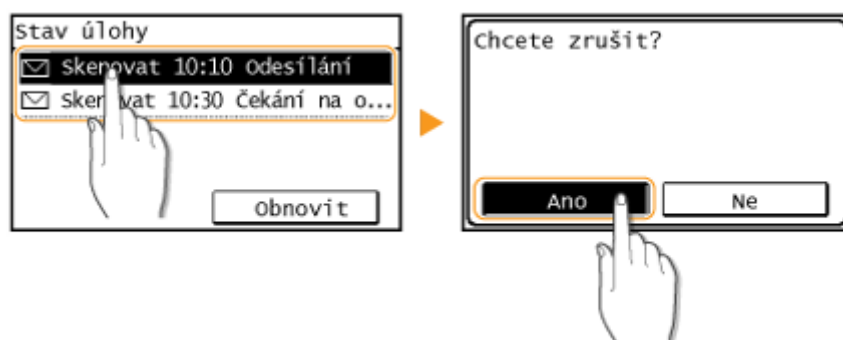 Stav úlohy
Skenovat 10:10 Odesílání
Skenovat 10:30 Čekání na o...
Obnovit
Chcete zrušit?
Ano
Ne